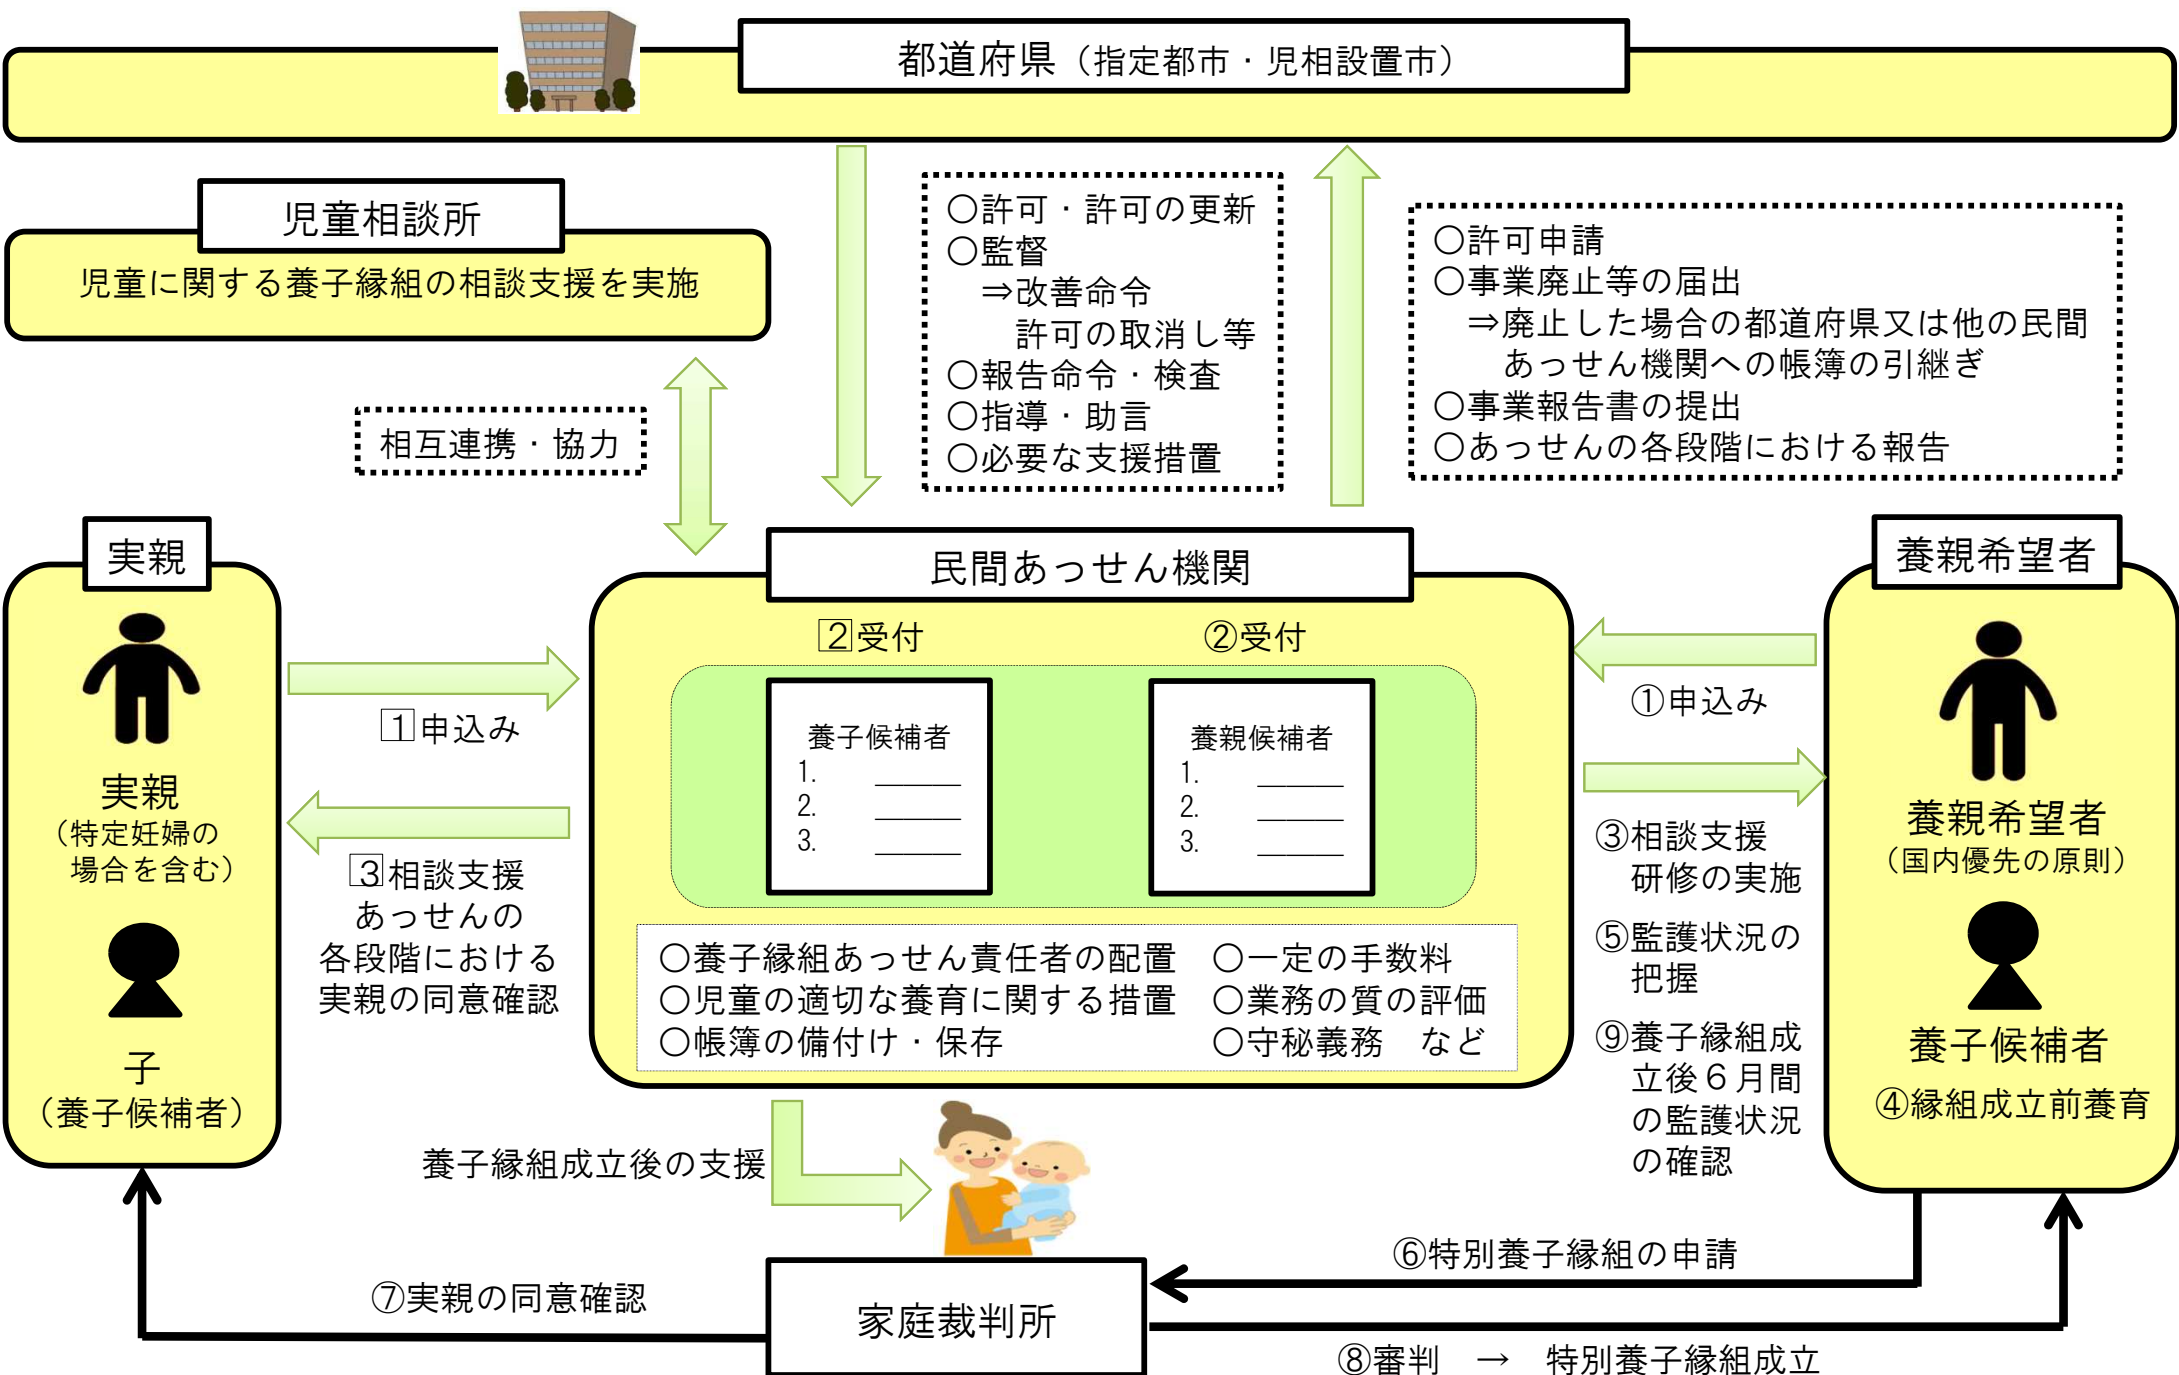 都道府県（指定都市・児相設置市）
児童相談所
児童に関する養子縁組の相談支援を実施
相互連携・協力
○許可・許可の更新
○監督
⇒改善命令
許可の取消し等
○報告命令・検査
○指導・助言
○必要な支援措置
○許可申請
○事業廃止等の届出
⇒廃止した場合の都道府県又は他の民間
あっせん機関への帳簿の引継ぎ
○事業報告書の提出
○あっせんの各段階における報告
実親
実親
（特定妊婦の
場合を含む）
子
（養子候補者）
1申込み
3相談支援
あっせんの
各段階における
実親の同意確認
民間あっせん機関
2受付
②受付
養子候補者
1. ＿＿＿
2. ＿＿＿
3. ＿＿＿
養親候補者
1. ＿＿＿
2. ＿＿＿
3. ＿＿＿
○養子縁組あっせん責任者の配置　○一定の手数料
○児童の適切な養育に関する措置　○業務の質の評価
○帳簿の備付け・保存　○守秘義務　など
①申込み
③相談支援
研修の実施
⑤監護状況の
把握
⑨養子縁組成
立後６月間
の監護状況
の確認
養親希望者
養親希望者
（国内優先の原則）
養子候補者
④縁組成立前養育
養子縁組成立後の支援
⑥特別養子縁組の申請
⑦実親の同意確認
家庭裁判所
⑧審判　→　特別養子縁組成立